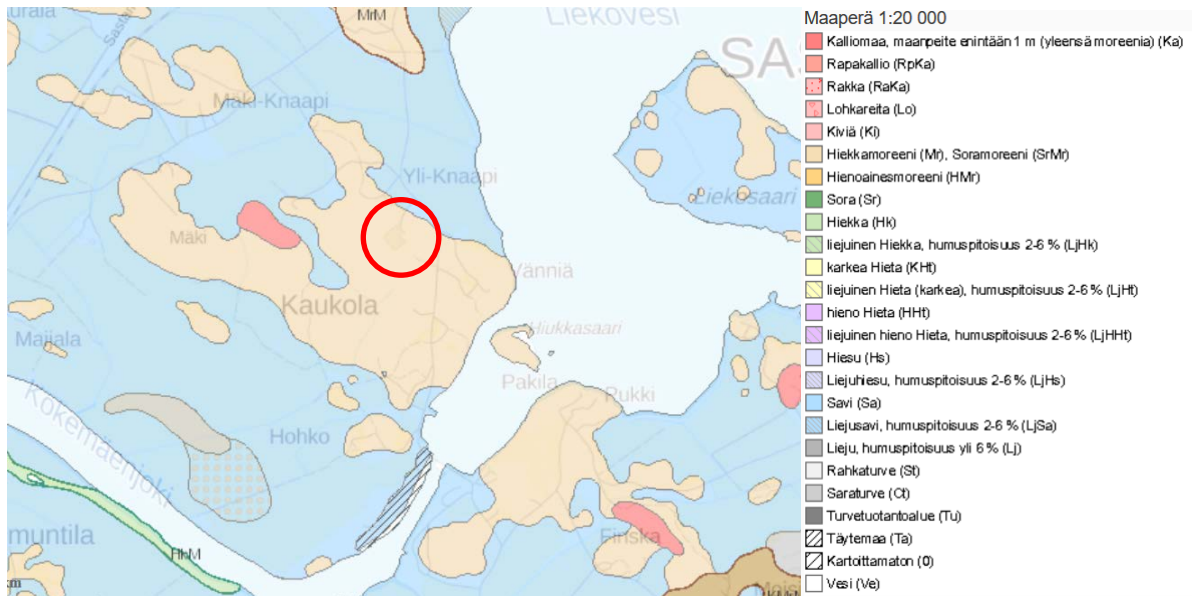 MrM
Liekovesi
Mäki-Knaapi
Yli-Knaapi
Liekosaari
Mäki
Vänniä
Kaukola
Hiukkasaari
Maijala
Pakila
Rukki
Kokemäenjoki
Hohko
muntila
HkM
Finska
Maaperä 1:20 000
Kalliomaa, maanpeite enintään 1 m (yleensä moreenia) (Ka)
Rapakallio (RpKa)
Rakka (RaKa)
Lohkareita (Lo)
Kiviä (Ki)
Hiekkamoreeni (Mr), Soramoreeni (SrMr)
Hienoainesmoreeni (HMr)
Sora (Sr)
Hiekka (Hk)
liejuinen Hiekka, humuspitoisuus 2-6 % (LjHk)
karkea Hieta (KHt)
liejuinen Hieta (karkea), humuspitoisuus 2-6 % (LjHt)
hieno Hieta (HHt)
liejuinen hieno Hieta, humuspitoisuus 2-6 % (LjHHt)
Hiesu (Hs)
Liejuhiesu, humuspitoisuus 2-6 % (LjHs)
Savi (Sa)
Liejusavi, humuspitoisuus 2-6 % (LjSa)
Lieju, humuspitoisuus yli 6 % (Lj)
Rahkaturve (St)
Saraturve (Ct)
Turvetuotantoalue (Tu)
Täytemaa (Ta)
Kartoittamaton (0)
Vesi (Ve)